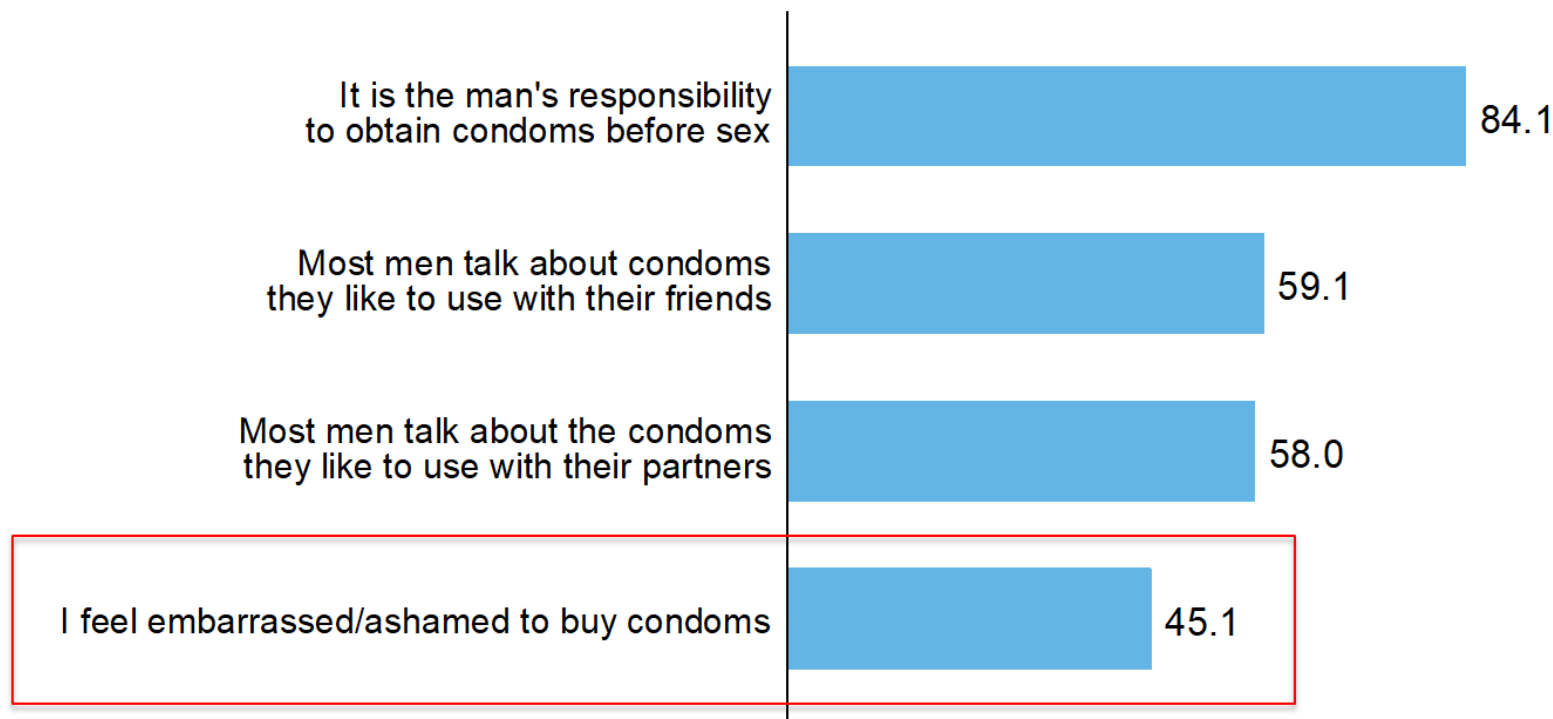 It is the man's responsibility
to obtain condoms before sex
84.1
Most men talk about condoms
they like to use with their friends
59.1
Most men talk about the condoms
they like to use with their partners
58.0
I feel embarrassed/ashamed to buy condoms
45.1